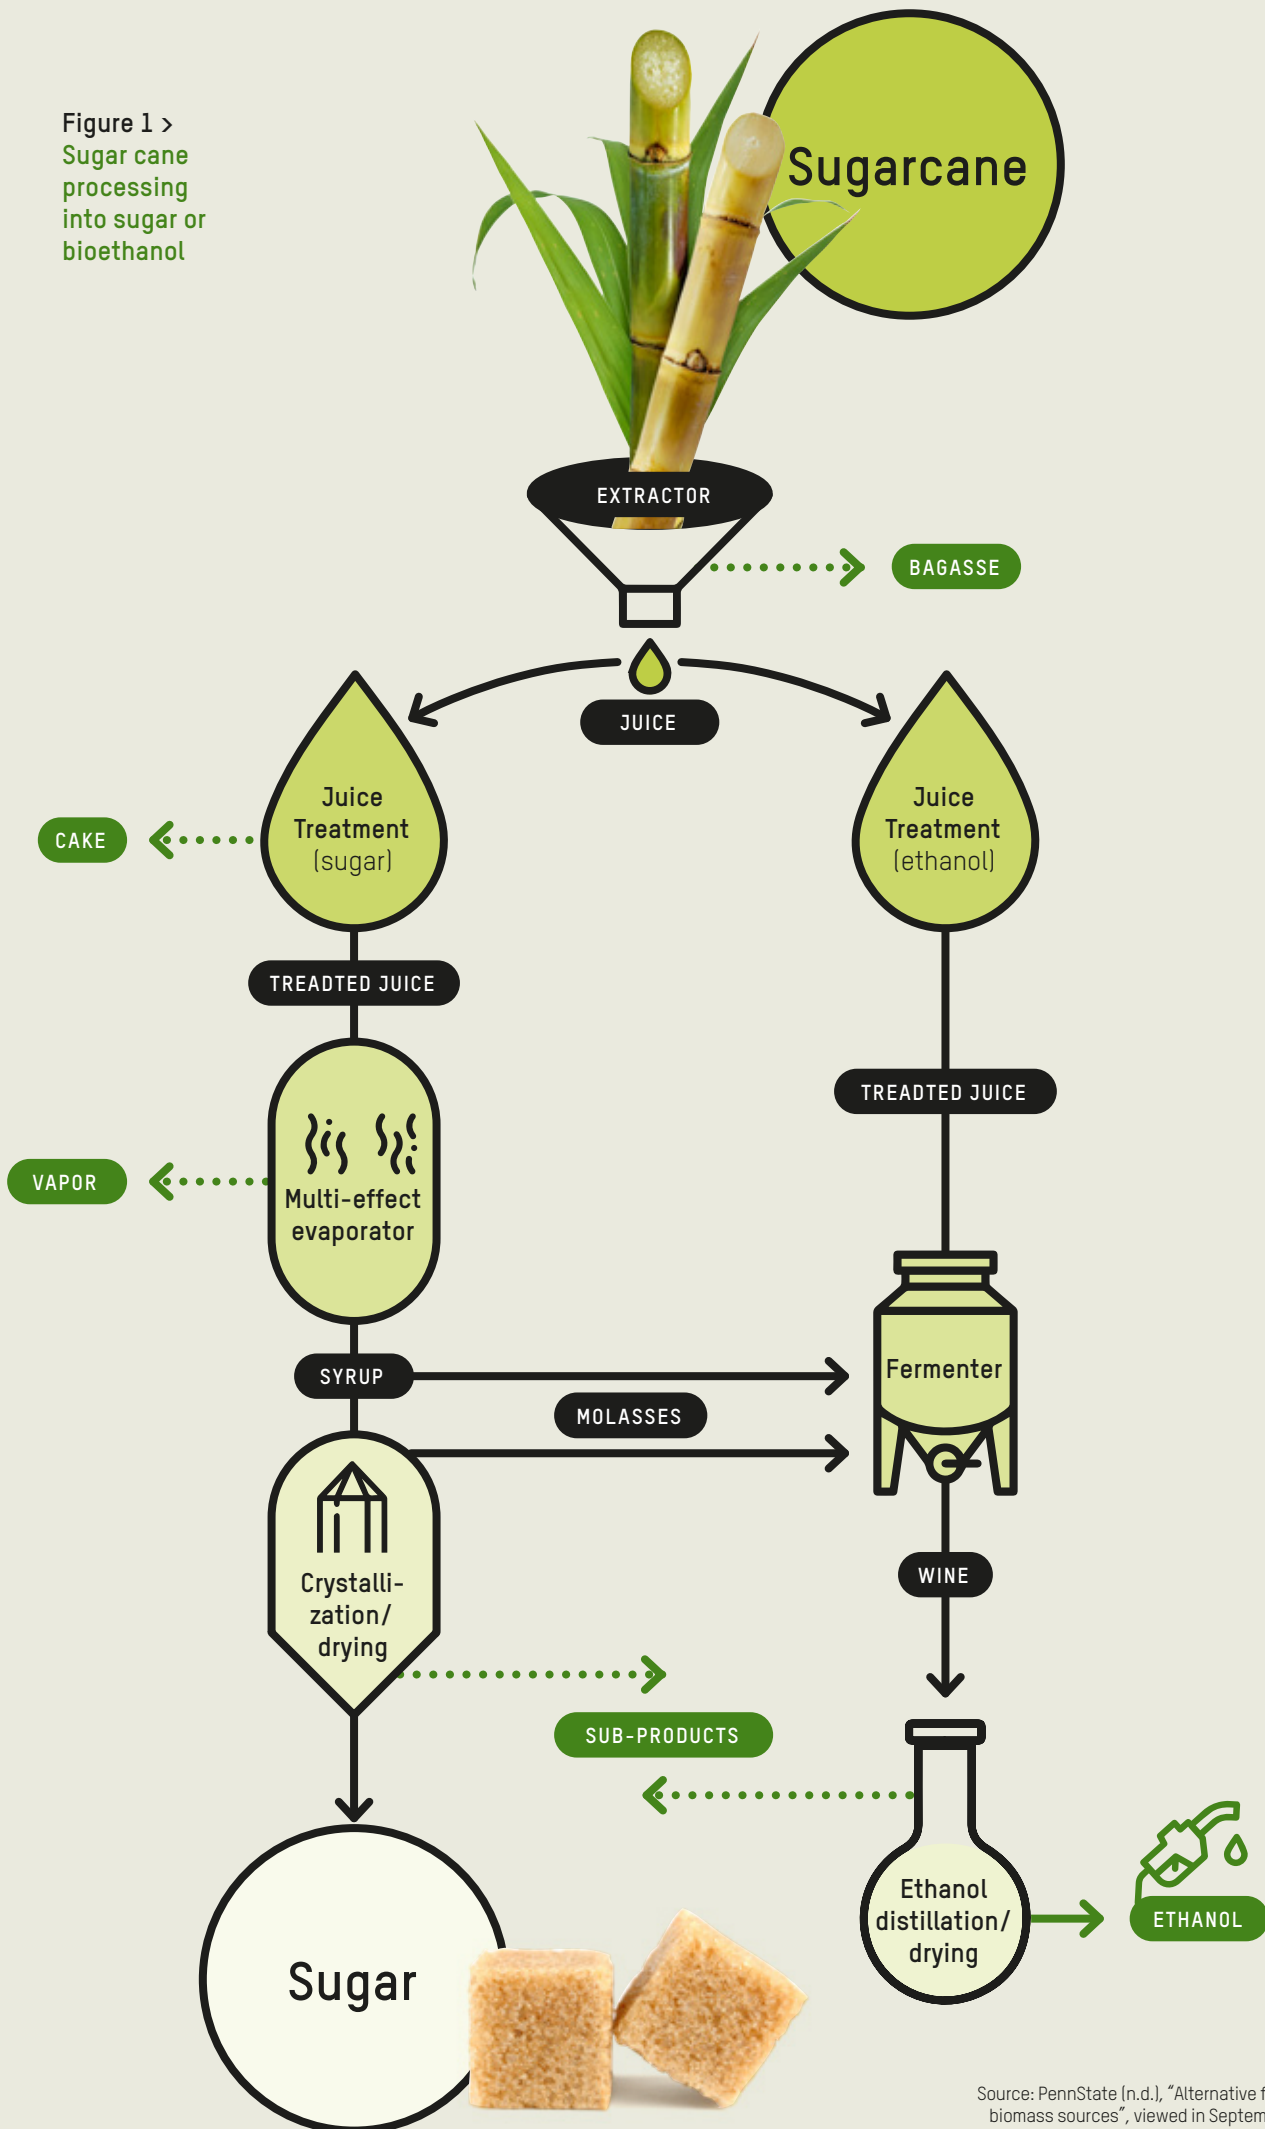 Figure 1 >
Sugar cane
processing
into sugar or
bioethanol
Sugarcane
EXTRACTOR
BAGASSE
JUICE
Juice
Treatment
(sugar)
Juice
Treatment
(ethanol)
CAKE
TREADTED JUICE
TREADTED JUICE
VAPOR
Multi-effect
evaporator
SYRUP
Fermenter
MOLASSES
Crystalli-
zation/
drying
WINE
SUB-PRODUCTS
Ethanol
distillation/
drying
ETHANOL
Sugar
Source: PennState (n.d.), “Alternative
biomass sources”, viewed in